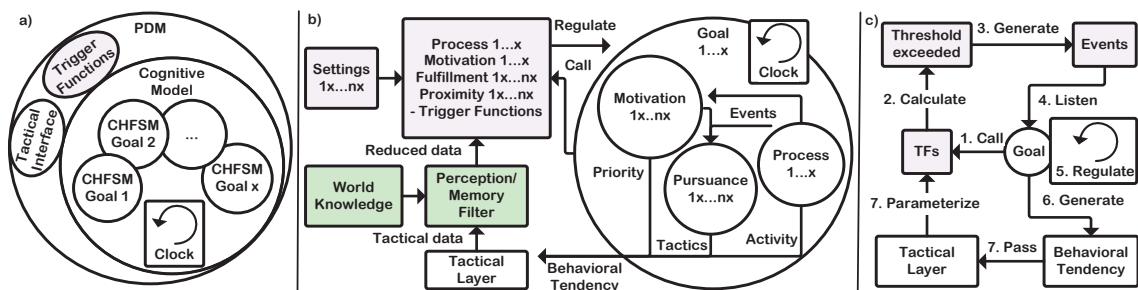 a)
PDM
Trigger
Functions
Tactical
Interface
Cognitive
Model
CHFSM
Goal 2
...
CHFSM
Goal 1
CHFSM
Goal x
Clock
b)
Settings
1x...nx
Process 1...x
Motivation 1...x
Fulfillment 1x...nx
Proximity 1x...nx
- Trigger Functions
Regulate
Call
Reduced data
World
Knowledge
Perception/
Memory
Filter
Tactical data
Tactical
Layer
Behavioral
Tendency
Goal
1...x
Clock
Motivation
1x..nx
Events
Process
1...x
Priority
Pursuance
1x...nx
Tactics
Activity
c)
Threshold
exceeded
3. Generate
Events
2. Calculate
4. Listen
1. Call
TFs
Goal
5. Regulate
7. Parameterize
6. Generate
Tactical
Layer
7. Pass
Behavioral
Tendency